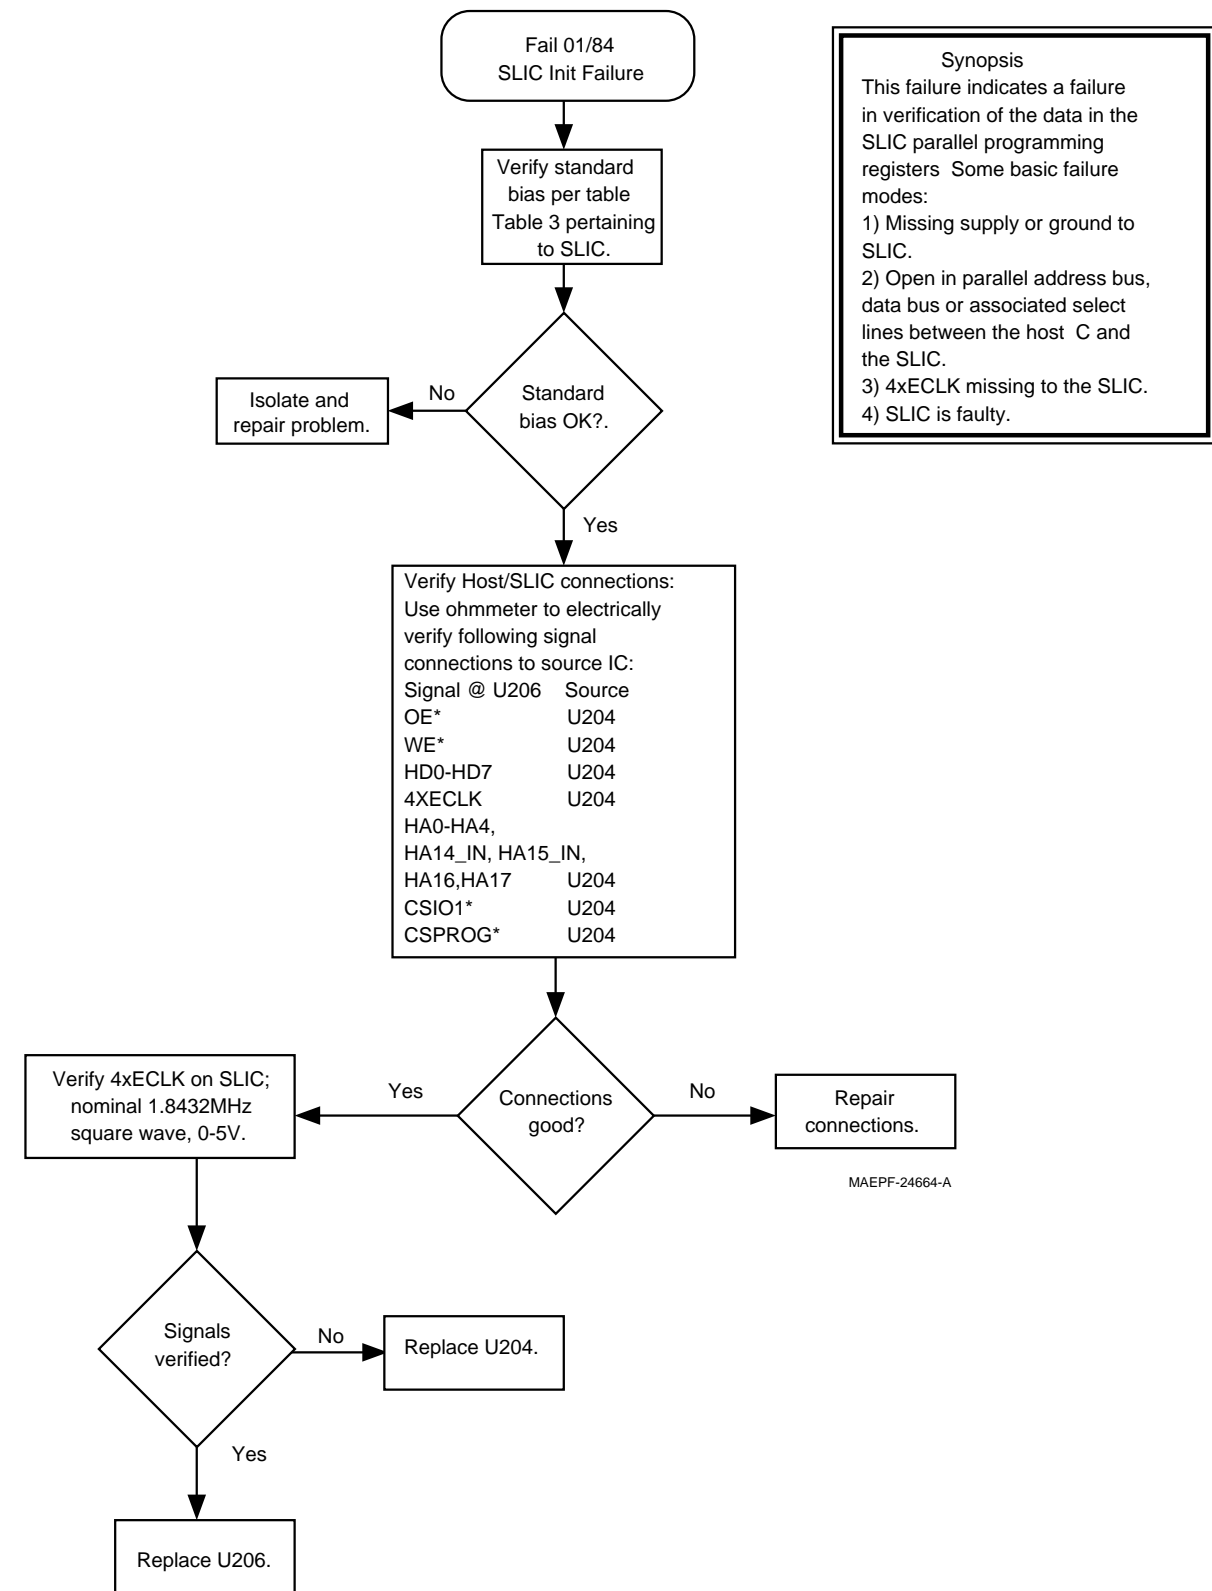 Fail 01/84
SLIC Init Failure
Synopsis
This failure indicates a failure
in verification of the data in the
SLIC parallel programming
registers  Some basic failure
modes:
1) Missing supply or ground to
SLIC.
2) Open in parallel address bus,
data bus or associated select
lines between the host  C and
the SLIC.
3) 4xECLK missing to the SLIC.
4) SLIC is faulty.
Verify standard
bias per table
Table 3 pertaining
to SLIC.
Standard
bias OK?.
No
Isolate and
repair problem.
Yes
Verify Host/SLIC connections:
Use ohmmeter to electrically
verify following signal
connections to source IC:
Signal @ U206 Source
OE* U204
WE* U204
HD0-HD7 U204
4XECLK U204
HA0-HA4,
HA14_IN, HA15_IN,
HA16,HA17 U204
CSIO1* U204
CSPROG* U204
Connections
good?
Yes
No
Repair
connections.
MAEPF-24664-A
Verify 4xECLK on SLIC;
nominal 1.8432MHz
square wave, 0-5V.
Signals
verified?
No
Replace U204.
Yes
Replace U206.